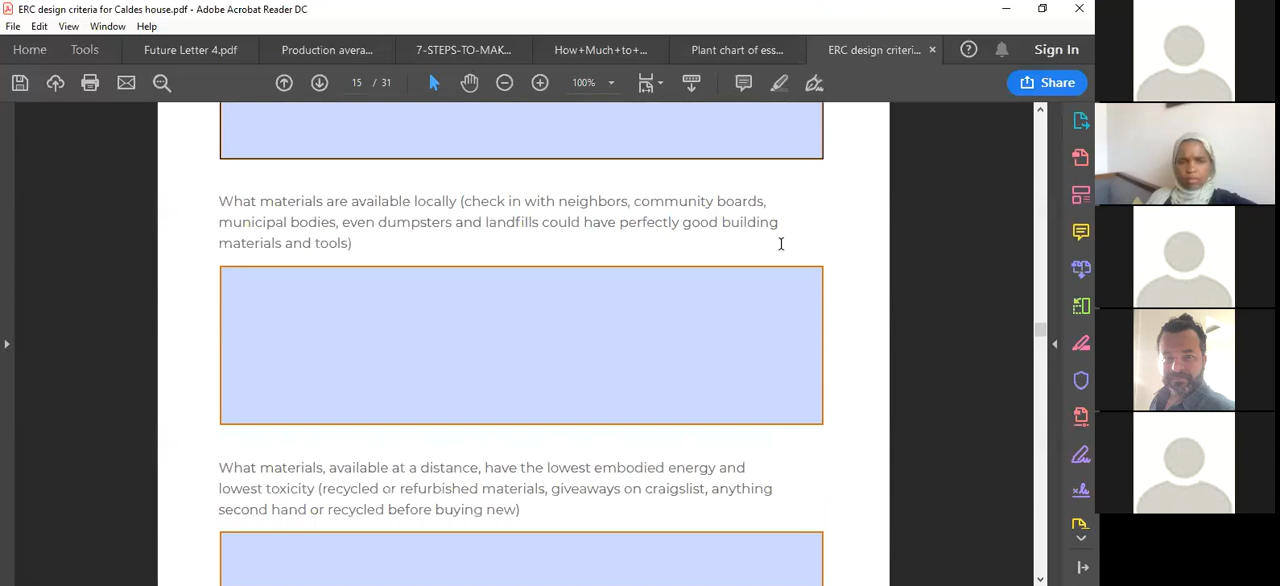 ERC design criteria for Caldes house.pdf - Adobe Acrobat Reader DC
File Edit View Window Help
Home Tools Future Letter 4.pdf Production avera... 7-STEPS-TO-MAK... How+Much+to+... Plant chart of ess... ERC design criteri... × Sign In
15 / 31 100% Share
What materials are available locally (check in with neighbors, community boards,
municipal bodies, even dumpsters and landfills could have perfectly good building
materials and tools)
What materials, available at a distance, have the lowest embodied energy and
lowest toxicity (recycled or refurbished materials, giveaways on craigslist, anything
second hand or recycled before buying new)